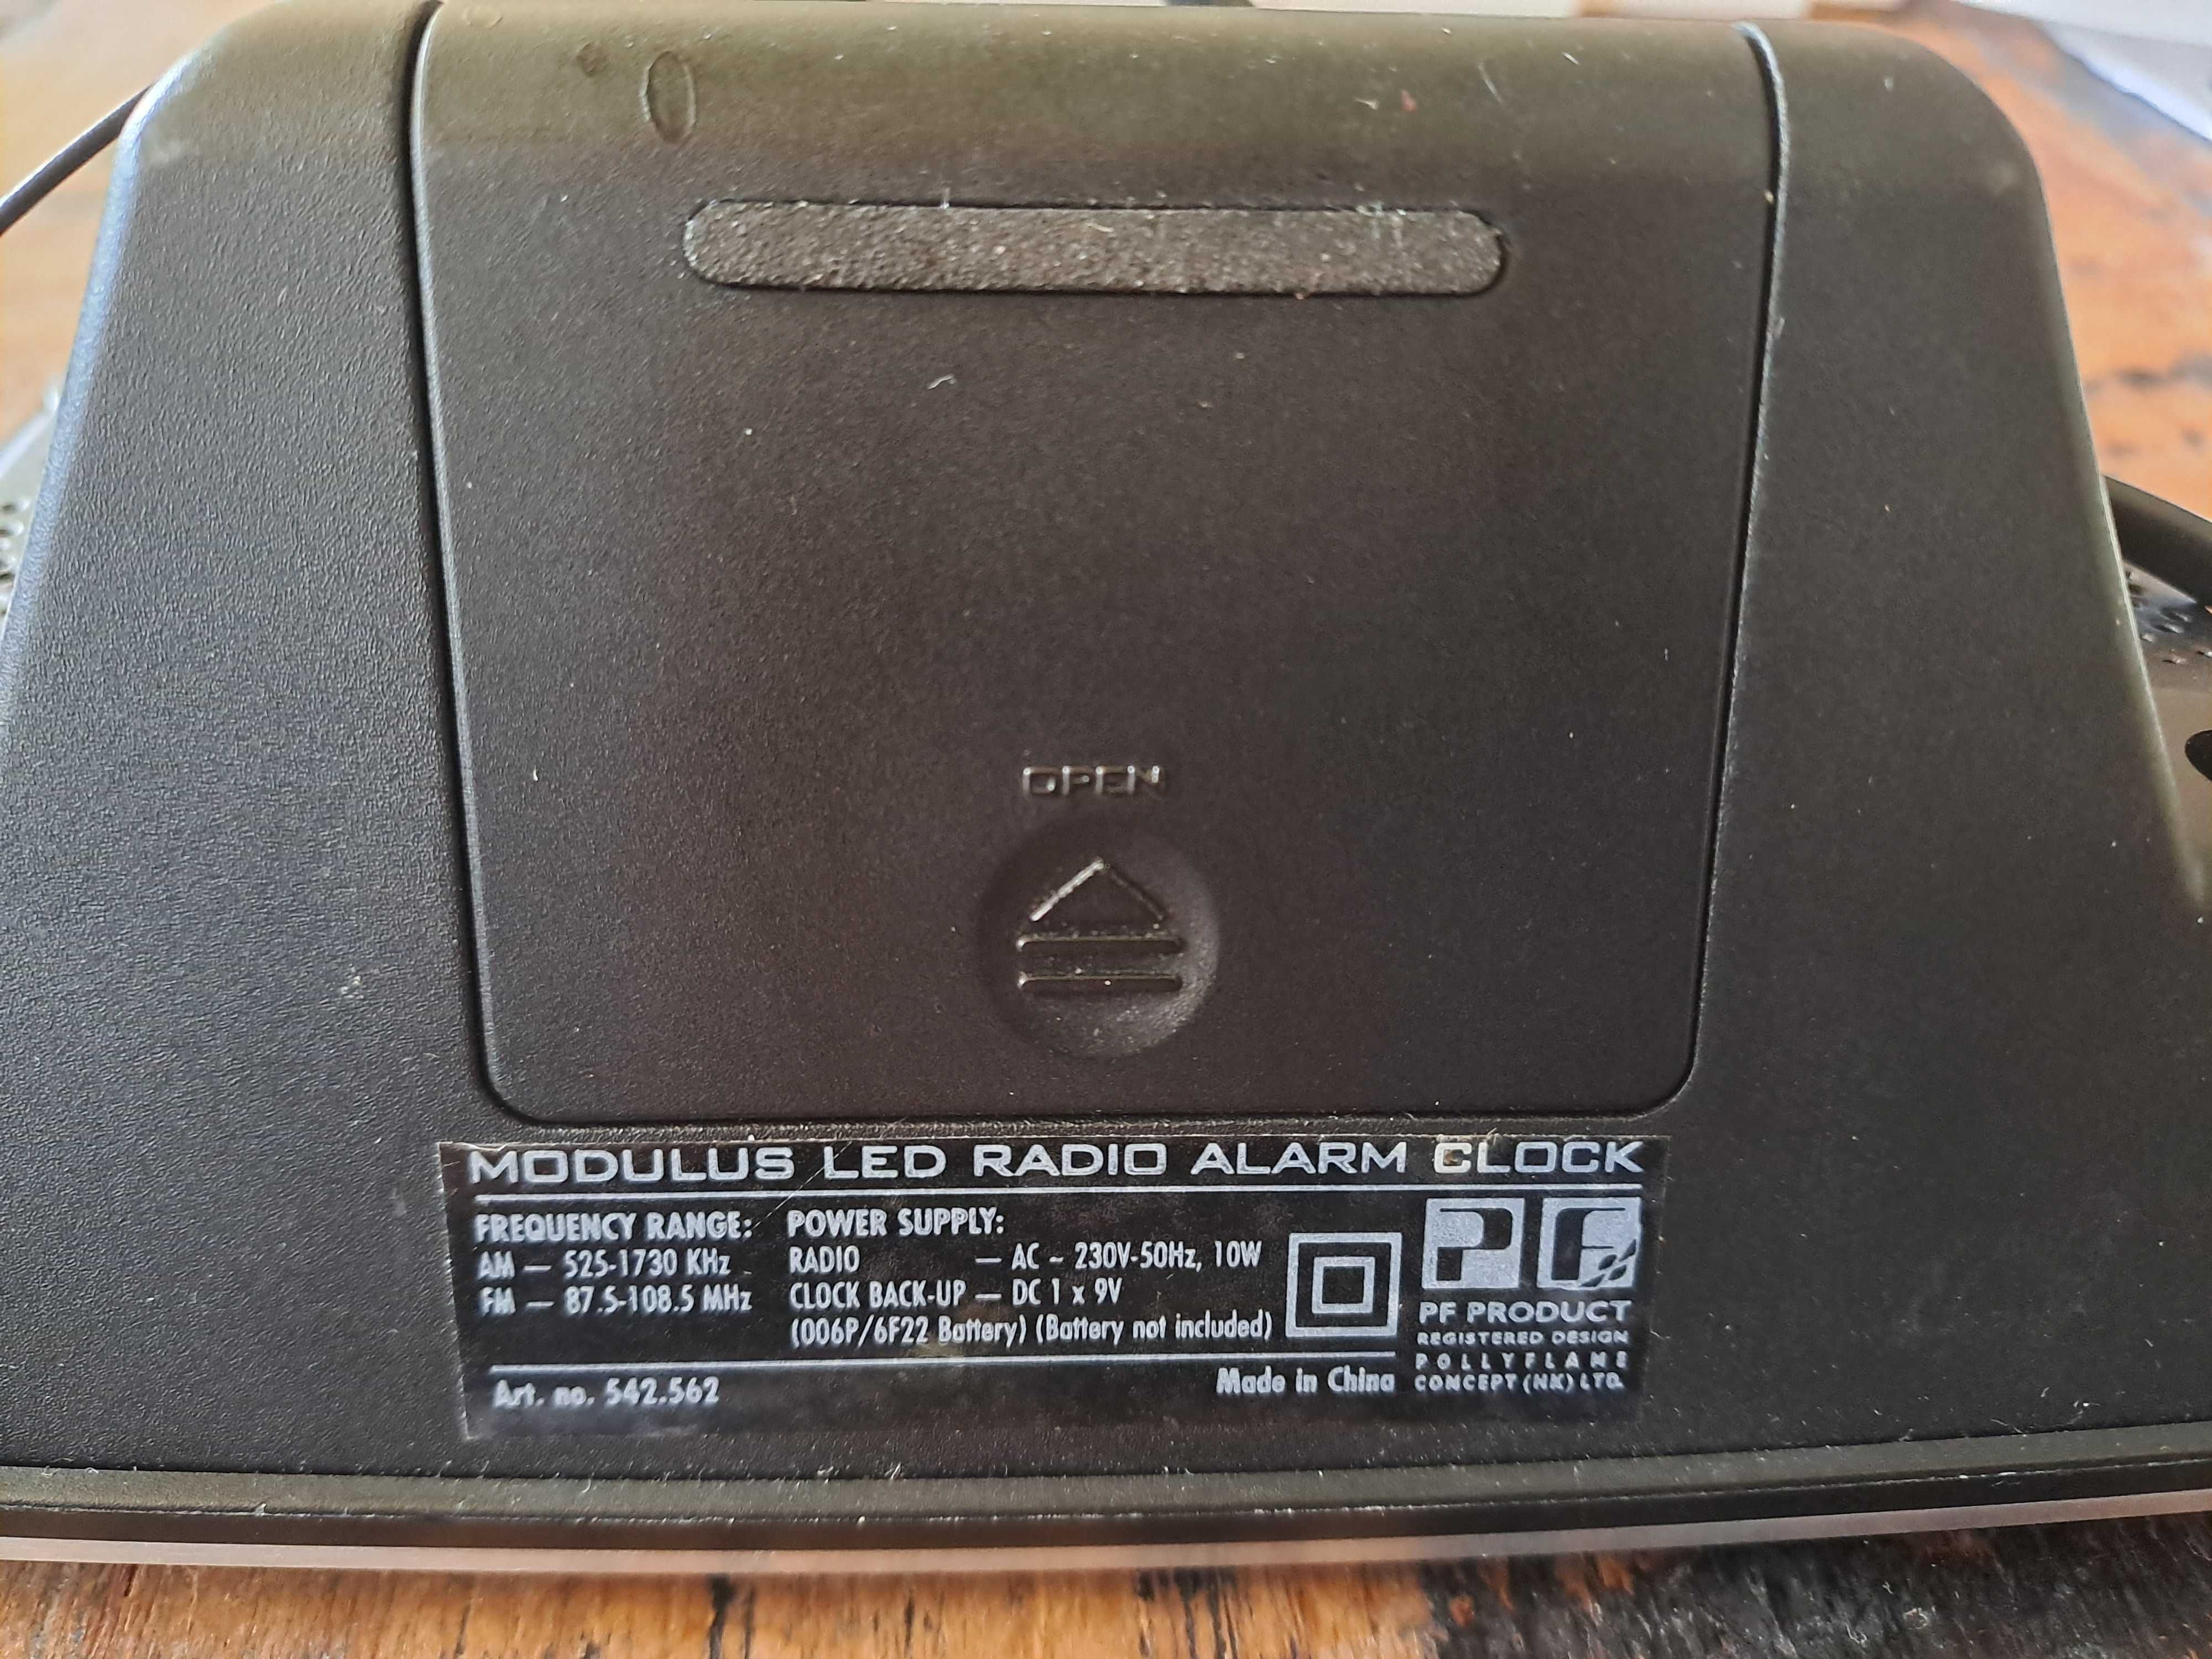 OPEN
MODULUS LED RADIO ALARM CLOCK
FREQUENCY RANGE:
AM — 525-1730 KHz
FM — 87.5-108.5 MHz
POWER SUPPLY:
RADIO — AC ~ 230V-50Hz, 10W
CLOCK BACK-UP — DC 1 x 9V
(006P/6F22 Battery) (Battery not included)
PF
PF PRODUCT
REGISTERED DESIGN
POLLYFLAME
CONCEPT (HK) LTD.
Art. no. 542.562
Made in China